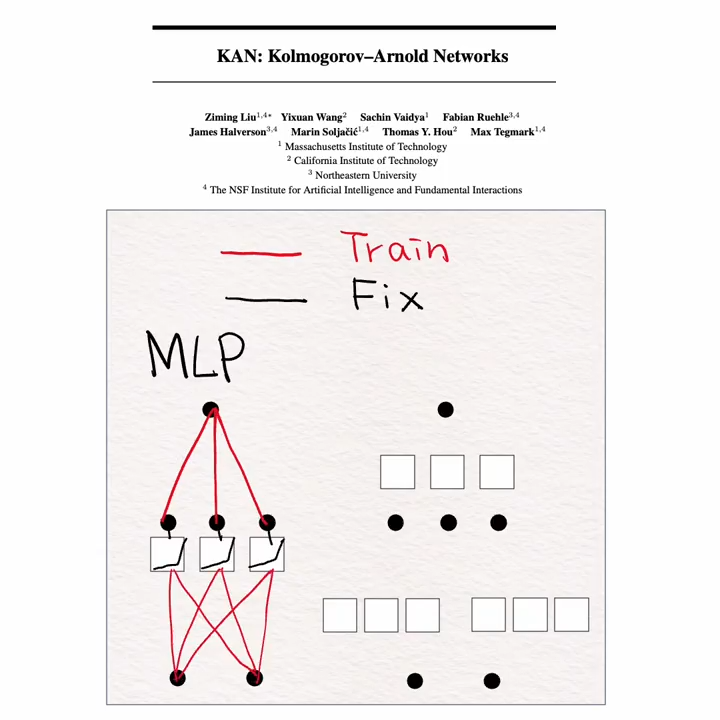 KAN: Kolmogorov–Arnold Networks
Ziming Liu1,4* Yixuan Wang2 Sachin Vaidya1 Fabian Ruehle3,4
James Halverson3,4 Marin Soljačić1,4 Thomas Y. Hou2 Max Tegmark1,4
1 Massachusetts Institute of Technology
2 California Institute of Technology
3 Northeastern University
4 The NSF Institute for Artificial Intelligence and Fundamental Interactions
Train
Fix
MLP